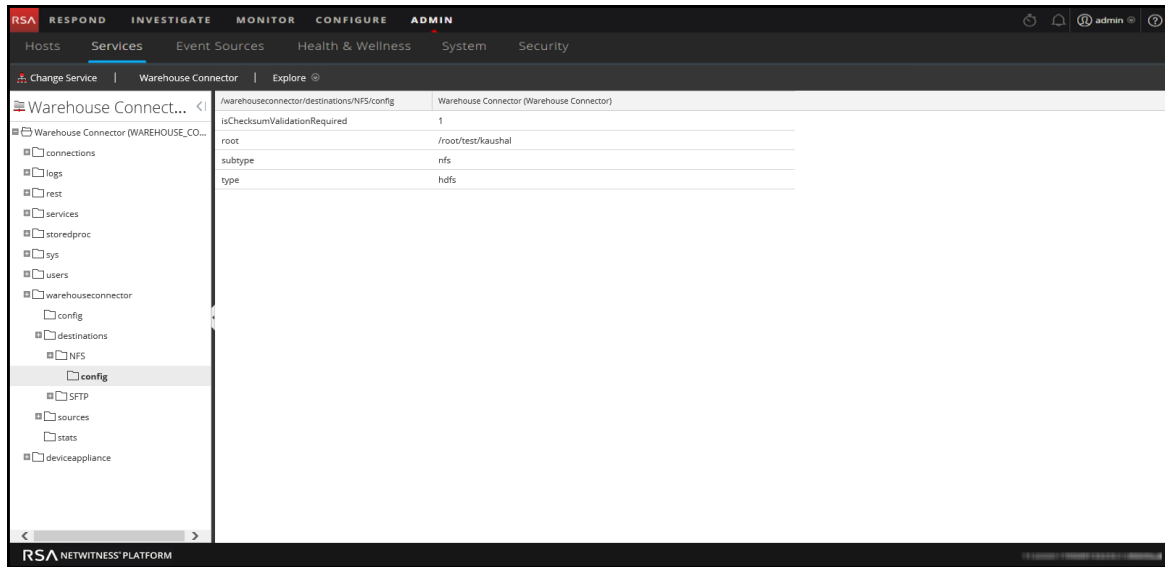 RSA RESPOND INVESTIGATE MONITOR CONFIGURE ADMIN admin ?
Hosts Services Event Sources Health & Wellness System Security
Change Service | Warehouse Connector | Explore
Warehouse Connect...
/warehouseconnector/destinations/NFS/config Warehouse Connector (Warehouse Connector)
isChecksumValidationRequired 1
root /root/test/kaushal
subtype nfs
type hdfs
Warehouse Connector (WAREHOUSE_CO...
connections
logs
rest
services
storedproc
sys
users
warehouseconnector
config
destinations
NFS
config
SFTP
sources
stats
deviceappliance
RSA NETWITNESS® PLATFORM